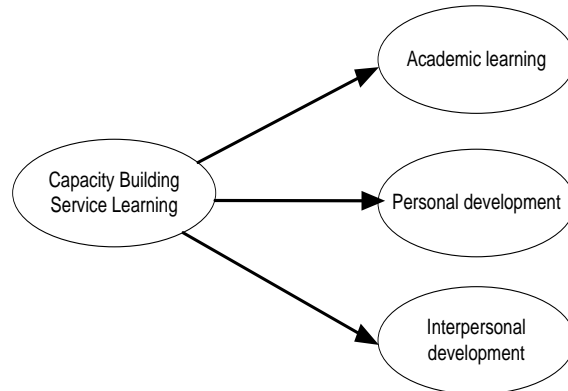 Academic learning
Capacity Building
Service Learning
Personal development
Interpersonal
development